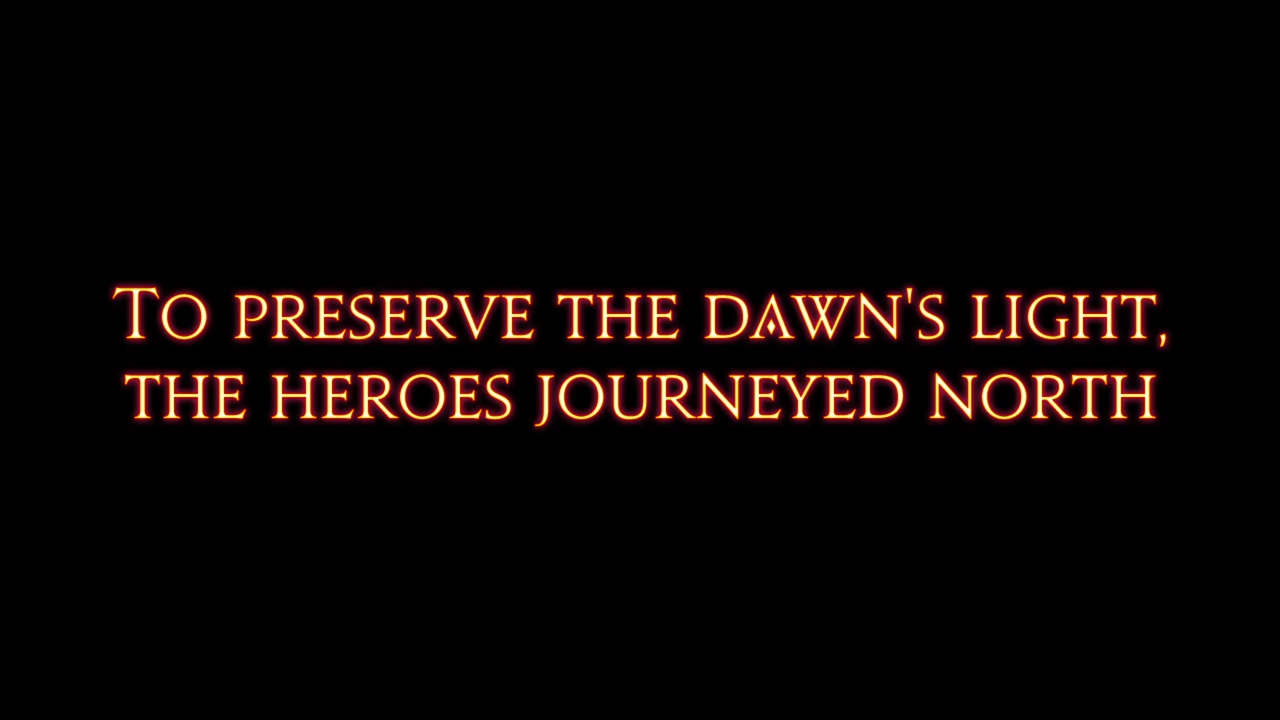 To preserve the dawn's light,
the heroes journeyed north